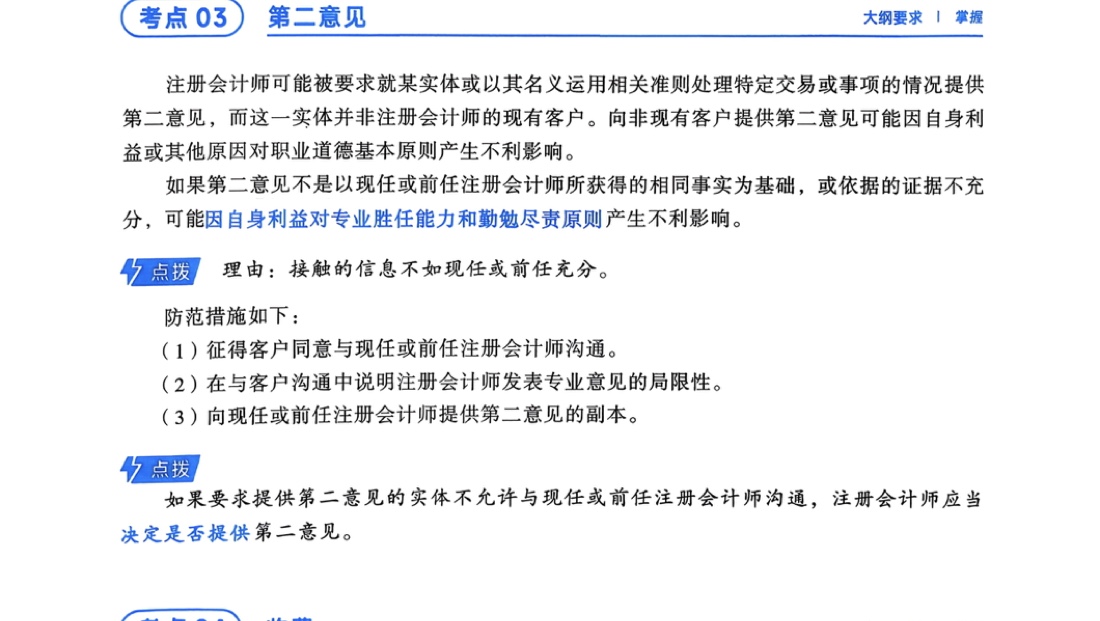 考点 03 第二意见 大纲要求 | 掌握
注册会计师可能被要求就某实体或以其名义运用相关准则处理特定交易或事项的情况提供
第二意见，而这一实体并非注册会计师的现有客户。向非现有客户提供第二意见可能因自身利
益或其他原因对职业道德基本原则产生不利影响。
如果第二意见不是以现任或前任注册会计师所获得的相同事实为基础，或依据的证据不充
分，可能因自身利益对专业胜任能力和勤勉尽责原则产生不利影响。
点拨 理由：接触的信息不如现任或前任充分。
防范措施如下：
（1）征得客户同意与现任或前任注册会计师沟通。
（2）在与客户沟通中说明注册会计师发表专业意见的局限性。
（3）向现任或前任注册会计师提供第二意见的副本。
点拨
如果要求提供第二意见的实体不允许与现任或前任注册会计师沟通，注册会计师应当
决定是否提供第二意见。